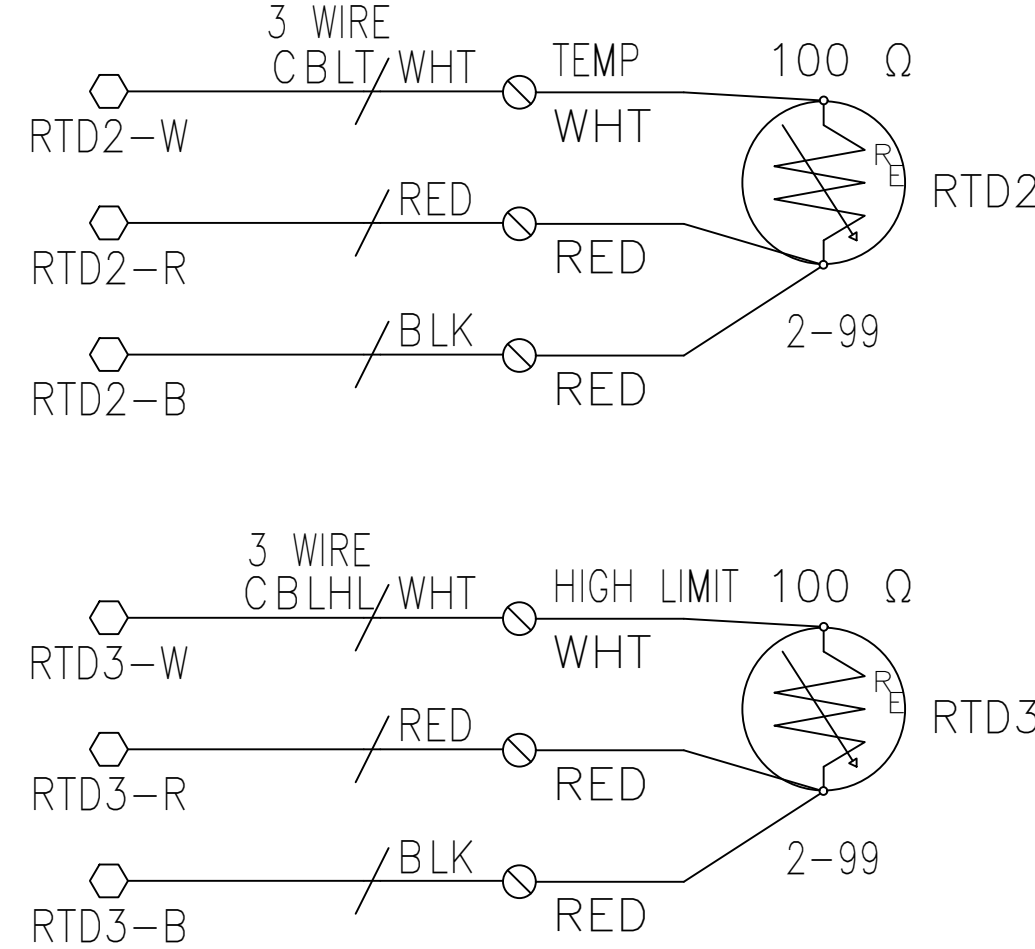 3 WIRE
CBLT WHT TEMP 100 Ω
RTD2-W WHT
R
E
RTD2
RED
RTD2-R RED
BLK 2-99
RTD2-B RED
3 WIRE
CBLHL WHT HIGH LIMIT 100 Ω
RTD3-W WHT
R
E
RTD3
RED
RTD3-R RED
BLK 2-99
RTD3-B RED